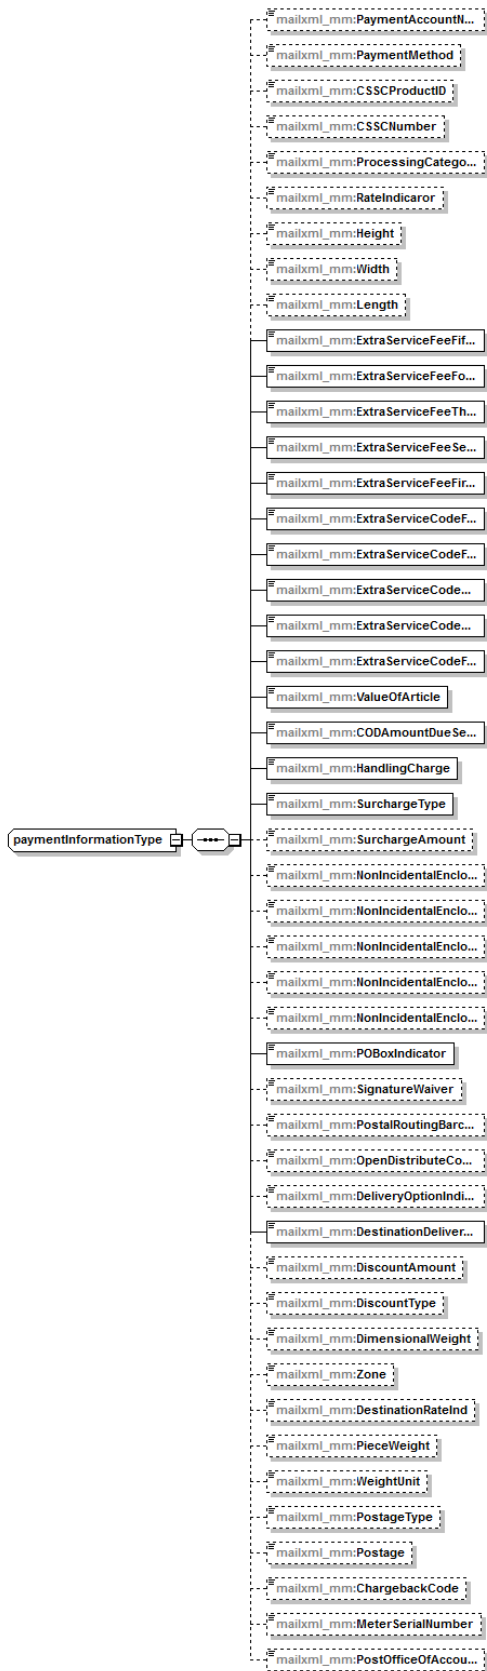 mailxml_mm:PaymentAccountN...
mailxml_mm:PaymentMethod
mailxml_mm:CSSCProductID
mailxml_mm:CSSCNumber
mailxml_mm:ProcessingCatego...
mailxml_mm:RateIndicaror
mailxml_mm:Height
mailxml_mm:Width
mailxml_mm:Length
mailxml_mm:ExtraServiceFeeFif...
mailxml_mm:ExtraServiceFeeFo...
mailxml_mm:ExtraServiceFeeTh...
mailxml_mm:ExtraServiceFeeSe...
mailxml_mm:ExtraServiceFeeFir...
mailxml_mm:ExtraServiceCodeF...
mailxml_mm:ExtraServiceCodeF...
mailxml_mm:ExtraServiceCode...
mailxml_mm:ExtraServiceCode...
mailxml_mm:ExtraServiceCodeF...
mailxml_mm:ValueOfArticle
mailxml_mm:CODAmountDueSe...
mailxml_mm:HandlingCharge
mailxml_mm:SurchargeType
paymentInformationType
mailxml_mm:SurchargeAmount
mailxml_mm:NonIncidentalEnclo...
mailxml_mm:NonIncidentalEnclo...
mailxml_mm:NonIncidentalEnclo...
mailxml_mm:NonIncidentalEnclo...
mailxml_mm:NonIncidentalEnclo...
mailxml_mm:POBoxIndicator
mailxml_mm:SignatureWaiver
mailxml_mm:PostalRoutingBarc...
mailxml_mm:OpenDistributeCo...
mailxml_mm:DeliveryOptionIndi...
mailxml_mm:DestinationDeliver...
mailxml_mm:DiscountAmount
mailxml_mm:DiscountType
mailxml_mm:DimensionalWeight
mailxml_mm:Zone
mailxml_mm:DestinationRateInd
mailxml_mm:PieceWeight
mailxml_mm:WeightUnit
mailxml_mm:PostageType
mailxml_mm:Postage
mailxml_mm:ChargebackCode
mailxml_mm:MeterSerialNumber
mailxml_mm:PostOfficeOfAccou...